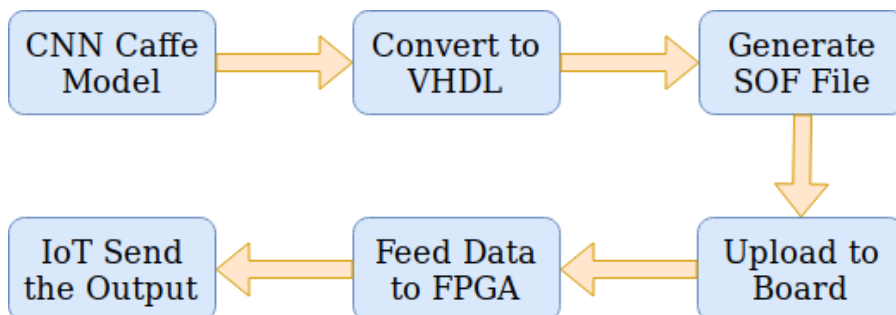 CNN Caffe
Model
Convert to
VHDL
Generate
SOF File
Upload to
Board
Feed Data
to FPGA
IoT Send
the Output